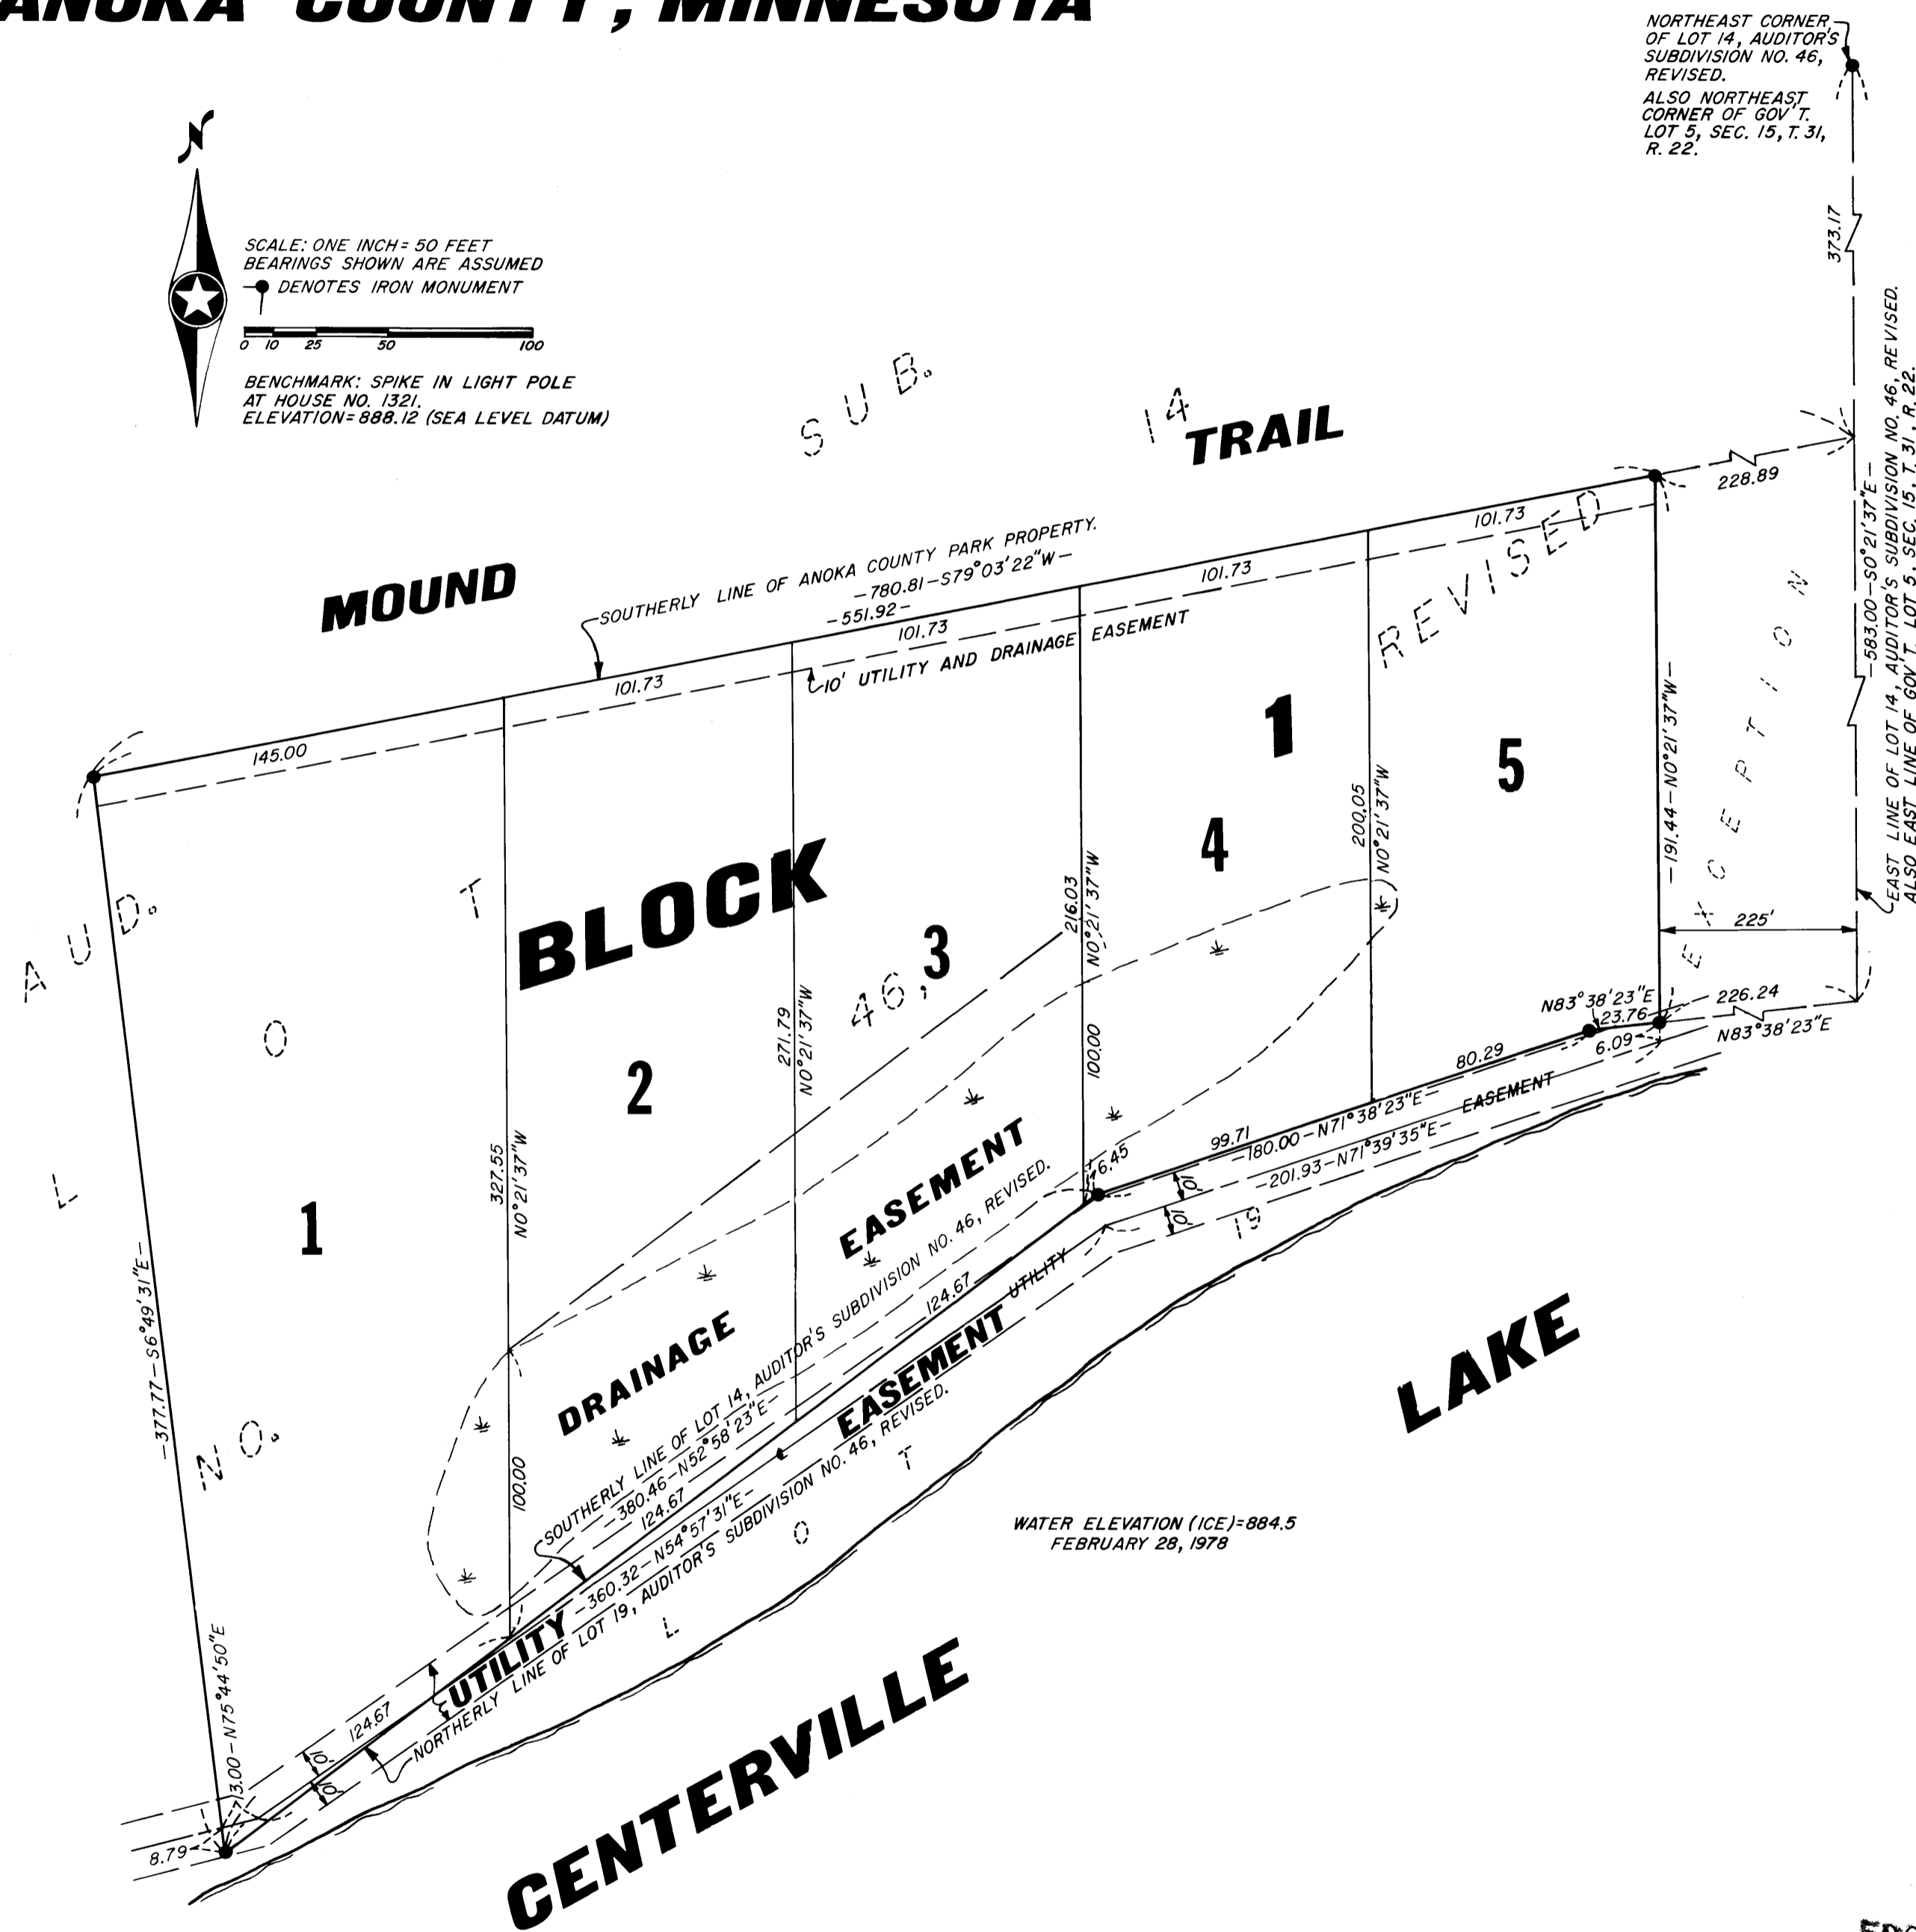 ANOKA COUNTY, MINNESOTA
NORTHEAST CORNER
OF LOT 14, AUDITOR'S
SUBDIVISION NO. 46,
REVISED.
ALSO NORTHEAST
CORNER OF GOV'T.
LOT 5, SEC. 15, T. 31,
R. 22.
N
SCALE: ONE INCH = 50 FEET
BEARINGS SHOWN ARE ASSUMED
DENOTES IRON MONUMENT
0 10 25 50 100
BENCHMARK: SPIKE IN LIGHT POLE
AT HOUSE NO. 1321.
ELEVATION = 888.12 (SEA LEVEL DATUM)
373.17
SUB.
14
MOUND
TRAIL
228.89
SOUTHERLY LINE OF ANOKA COUNTY PARK PROPERTY.
-780.81-S79°03'22"W-
-551.92-
145.00
101.73
101.73
101.73
101.73
10' UTILITY AND DRAINAGE EASEMENT
REVISED
EXCEPTION
-583.00-S0°21'37"E-
EAST LINE OF LOT 14, AUDITOR'S SUBDIVISION NO. 46, REVISED.
ALSO EAST LINE OF GOV'T. LOT 5, SEC. 15, T. 31, R. 22.
-191.44-N0°21'37"W-
225'
BLOCK
1
1
2
3
4
5
AUD.
LOT
NO.
46,
200.05
N0°21'37"W
216.03
N0°21'37"W
100.00
271.79
N0°21'37"W
327.55
N0°21'37"W
100.00
-377.77-S6°49'31"E-
N83°38'23"E
23.76
226.24
N83°38'23"E
6.09
80.29
EASEMENT
99.71
-180.00-N71°38'23"E-
-201.93-N71°39'35"E-
6.45
10'
10'
19
DRAINAGE EASEMENT
SOUTHERLY LINE OF LOT 14, AUDITOR'S SUBDIVISION NO. 46, REVISED.
-380.46-N52°58'23"E-
124.67
124.67
124.67
UTILITY
UTILITY EASEMENT
-360.32-N54°57'31"E-
NORTHERLY LINE OF LOT 19, AUDITOR'S SUBDIVISION NO. 46, REVISED.
LOT
10'
10'
13.00-N75°44'50"E
8.79
WATER ELEVATION (ICE)=884.5
FEBRUARY 28, 1978
CENTERVILLE
LAKE